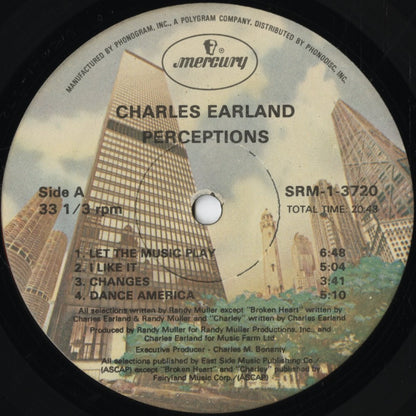 MANUFACTURED BY PHONOGRAM, INC., A POLYGRAM COMPANY. DISTRIBUTED BY PHONODISC, INC.
mercury
CHARLES EARLAND
PERCEPTIONS
Side A
33 1/3 rpm
SRM-1-3720
TOTAL TIME: 20:43
1. LET THE MUSIC PLAY 6:48
2. I LIKE IT 5:04
3. CHANGES 3:41
4. DANCE AMERICA 5:10
All selections written by Randy Muller except "Broken Heart" written by
Charles Earland & Randy Muller and "Charley" written by Charles Earland
Produced by Randy Muller for Randy Muller Productions, Inc., and
Charles Earland for Music Farm Ltd
Executive Producer - Charles M. Bonanty
All selections published by East Side Music Publishing Co./
(ASCAP) except "Broken Heart" and "Charley" published by
Fairyland Music Corp./(ASCAP)